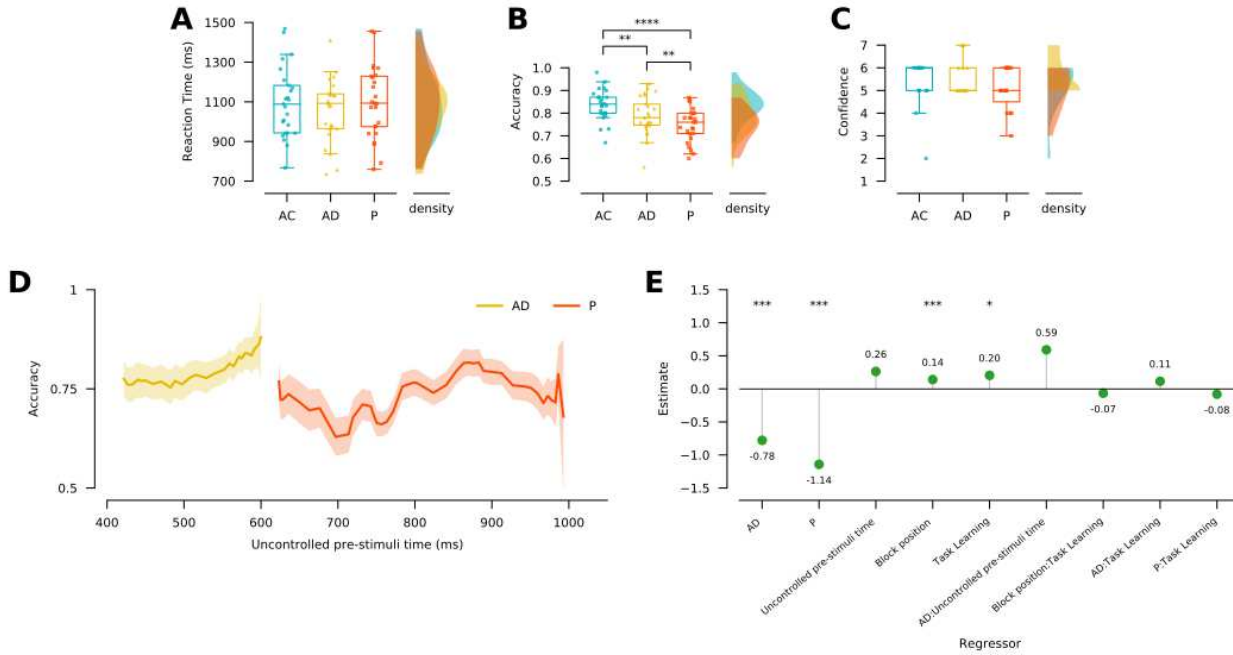 A
Reaction Time (ms)
1500
1300
1100
900
700
AC AD P
density
B
**** 
** 
**
Accuracy
1.0
0.9
0.8
0.7
0.6
0.5
AC AD P
density
C
Confidence
7
6
5
4
3
2
1
AC AD P
density
D
Accuracy
1
0.75
0.5
AD P
400 500 600 700 800 900 1000
Uncontrolled pre-stimuli time (ms)
E
Estimate
1.5
1.0
0.5
0.0
−0.5
−1.0
−1.5
*** *** *** *
-0.78
-1.14
0.26
0.14
0.20
0.59
-0.07
0.11
-0.08
AD
P
Uncontrolled pre-stimuli time
Block position
Task Learning
AD:Uncontrolled pre-stimuli time
Block position:Task Learning
AD:Task Learning
P:Task Learning
Regressor